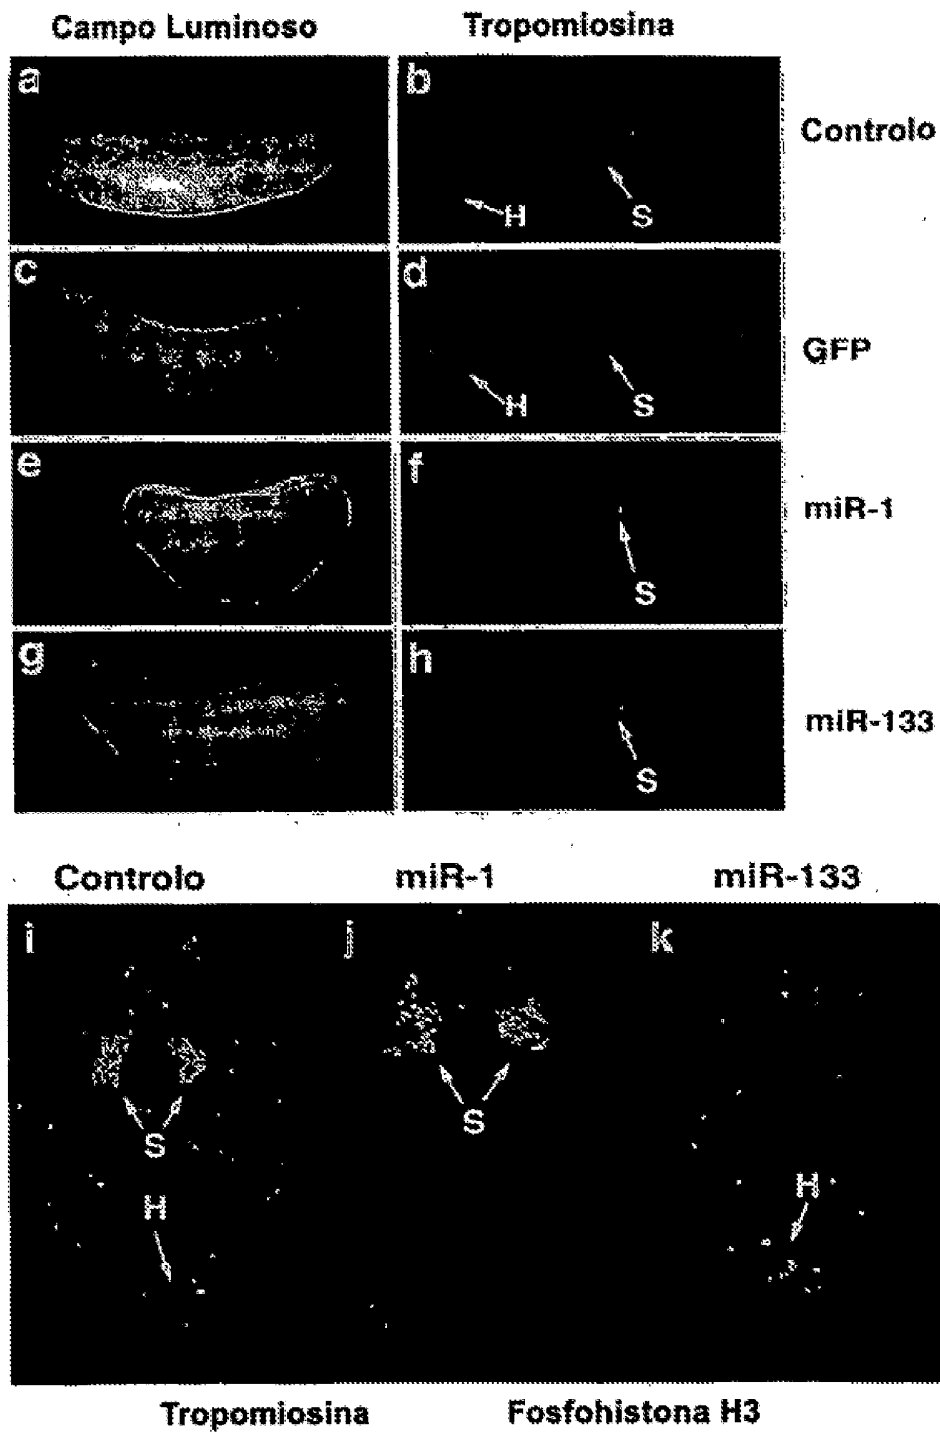 Campo Luminoso Tropomiosina
a b Controlo
H S
c d GFP
H S
e f miR-1
S
g h miR-133
S
Controlo miR-1 miR-133
i j k
S S
H H
Tropomiosina Fosfohistona H3